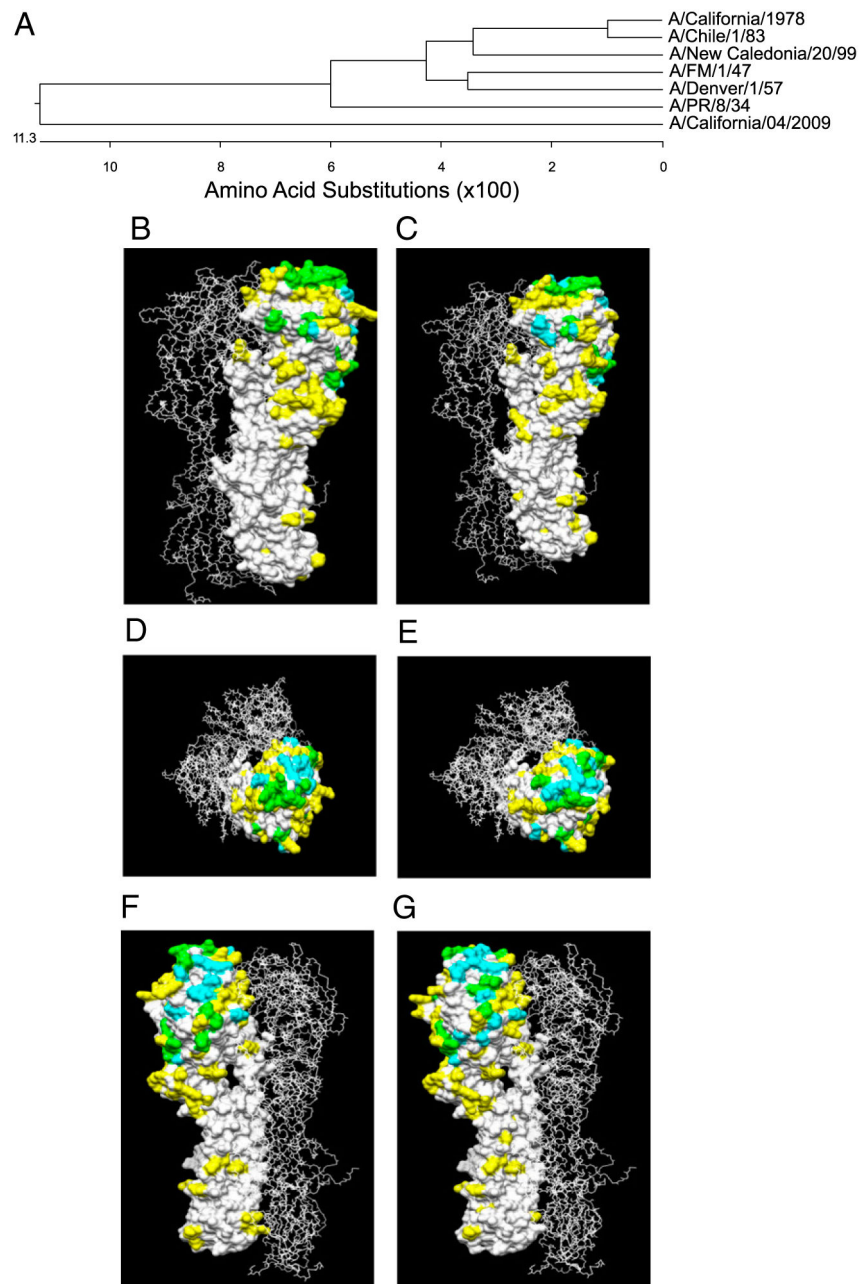 A
A/California/1978
A/Chile/1/83
A/New Caledonia/20/99
A/FM/1/47
A/Denver/1/57
A/PR/8/34
A/California/04/2009
11.3
10 8 6 4 2 0
Amino Acid Substitutions (x100)
B C
D E
F G